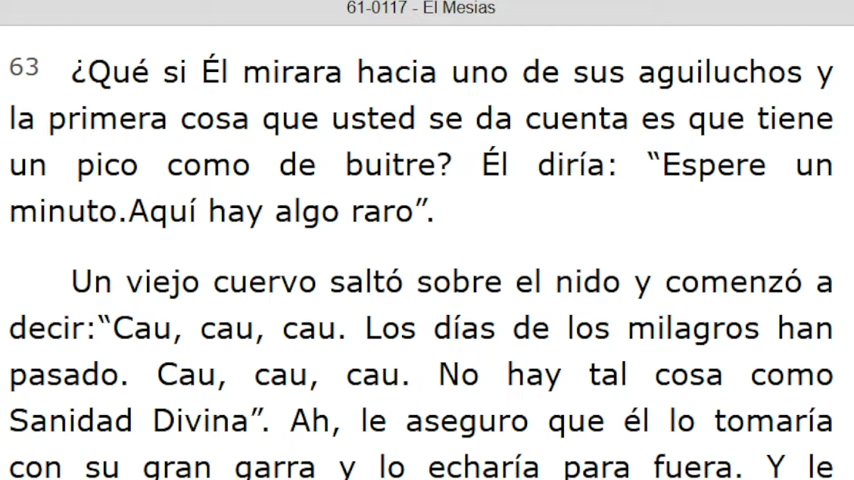 61-0117 - El Mesias
63 ¿Qué si Él mirara hacia uno de sus aguiluchos y
la primera cosa que usted se da cuenta es que tiene
un pico como de buitre? Él diría: “Espere un
minuto.Aquí hay algo raro”.
Un viejo cuervo saltó sobre el nido y comenzó a
decir:“Cau, cau, cau. Los días de los milagros han
pasado. Cau, cau, cau. No hay tal cosa como
Sanidad Divina”. Ah, le aseguro que él lo tomaría
con su gran garra y lo echaría para fuera. Y le